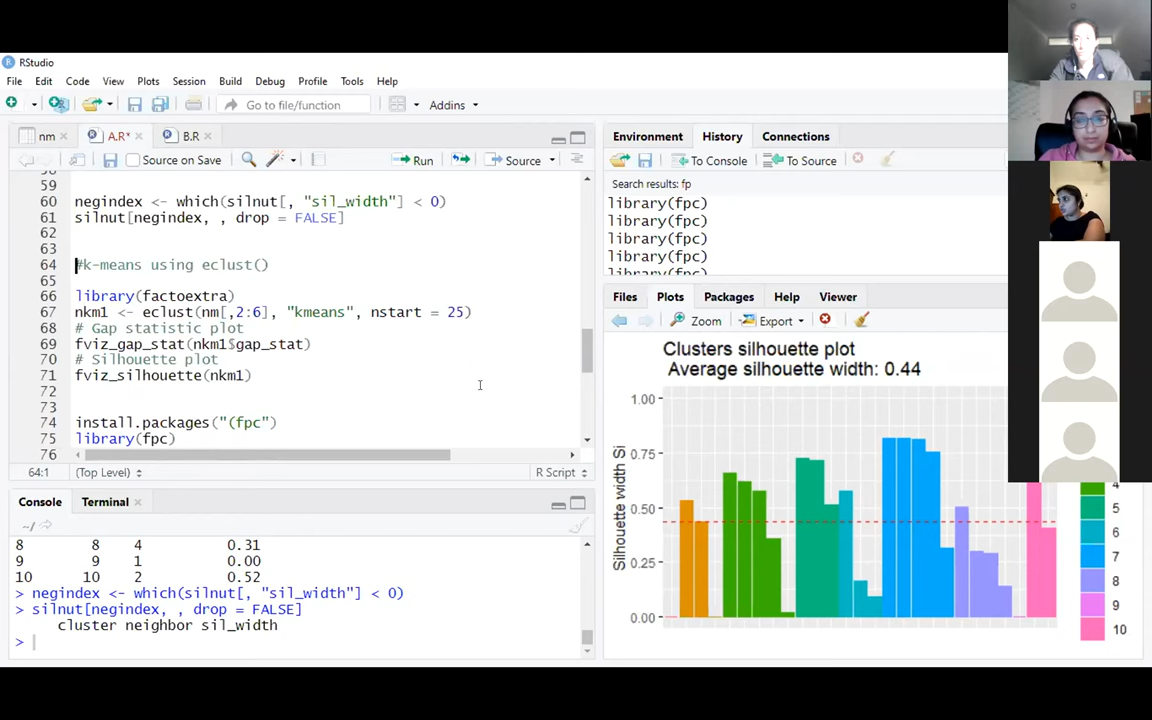 RStudio
File Edit Code View Plots Session Build Debug Profile Tools Help
Go to file/function Addins
nm A.R* B.R
Source on Save Run Source
59
60 negindex <- which(silnut[, "sil_width"] < 0)
61 silnut[negindex, , drop = FALSE]
62
63
64 #k-means using eclust()
65
66 library(factoextra)
67 nkm1 <- eclust(nm[,2:6], "kmeans", nstart = 25)
68 # Gap statistic plot
69 fviz_gap_stat(nkm1$gap_stat)
70 # Silhouette plot
71 fviz_silhouette(nkm1)
72
73
74 install.packages("(fpc")
75 library(fpc)
76
64:1 (Top Level) R Script
Console Terminal
~/
8 8 4 0.31
9 9 1 0.00
10 10 2 0.52
> negindex <- which(silnut[, "sil_width"] < 0)
> silnut[negindex, , drop = FALSE]
cluster neighbor sil_width
>
Environment History Connections
To Console To Source
Search results: fp
library(fpc)
library(fpc)
library(fpc)
library(fpc)
library(fpc)
Files Plots Packages Help Viewer
Zoom Export
Clusters silhouette plot
Average silhouette width: 0.44
1.00
0.75
0.50
0.25
0.00
Silhouette width Si
4
5
6
7
8
9
10